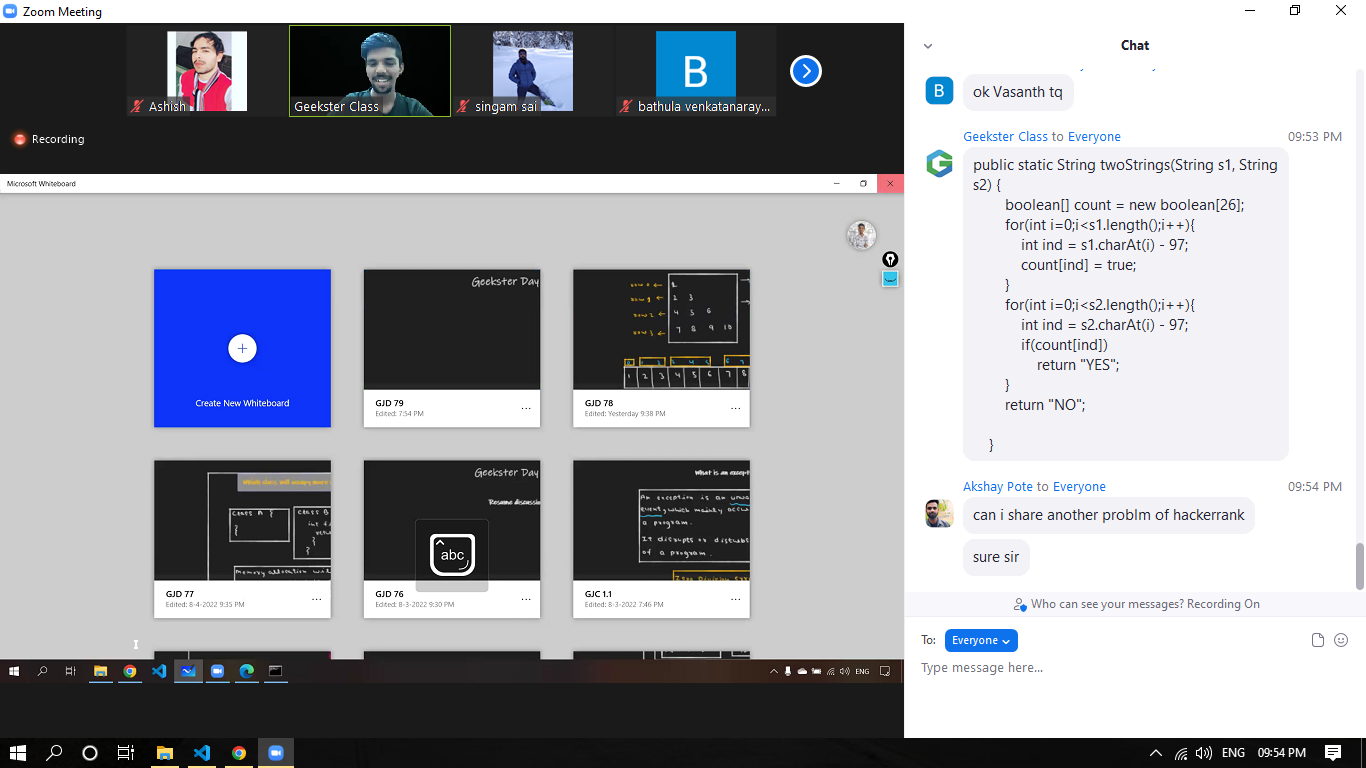 Zoom Meeting
Ashish
Geekster Class
singam sai
B
bathula venkatanaray...
Recording
Microsoft Whiteboard
Create New Whiteboard
Geekster Day
GJD 79
Edited: 7:54 PM
row 0 ← 1
row 1 ← 2 3
row 2 ← 4 5 6
row 3 ← 7 8 9 10
1 2 3 4 5 6 7 8
GJD 78
Edited: Yesterday 9:38 PM
Which class will occupy more
class A {
}
class B
}
memory allocation will
GJD 77
Edited: 8-4-2022 9:35 PM
Geekster Day
Resume discussi
abc
GJD 76
Edited: 8-3-2022 9:30 PM
What is an except
An exception is an unwa
event, which mainly occu
a program.
It disrupts or disturbs
of a program.
GJC 1.1
Edited: 8-3-2022 7:46 PM
ENG
Chat
B
ok Vasanth tq
Geekster Class to Everyone 09:53 PM
public static String twoStrings(String s1, String
s2) {
boolean[] count = new boolean[26];
for(int i=0;i<s1.length();i++){
int ind = s1.charAt(i) - 97;
count[ind] = true;
}
for(int i=0;i<s2.length();i++){
int ind = s2.charAt(i) - 97;
if(count[ind])
return "YES";
}
return "NO";
}
Akshay Pote to Everyone 09:54 PM
can i share another problm of hackerrank
sure sir
Who can see your messages? Recording On
To: Everyone
Type message here...
ENG 09:54 PM